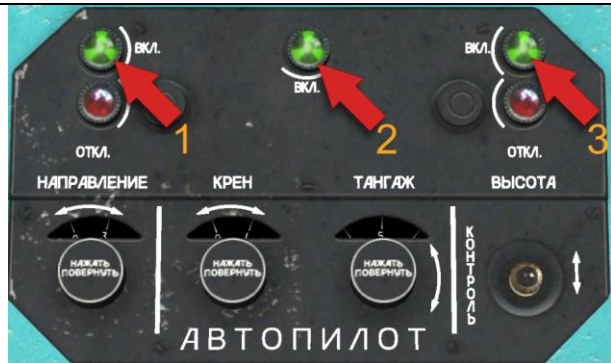 ВКЛ.
ВКЛ.
ВКЛ.
1
2
3
ОТКЛ.
ОТКЛ.
НАПРАВЛЕНИЕ
КРЕН
ТАНГАЖ
ВЫСОТА
5
НАЖАТЬ
ПОВЕРНУТЬ
НАЖАТЬ
ПОВЕРНУТЬ
НАЖАТЬ
ПОВЕРНУТЬ
КОНТРОЛЬ
АВТОПИЛОТ